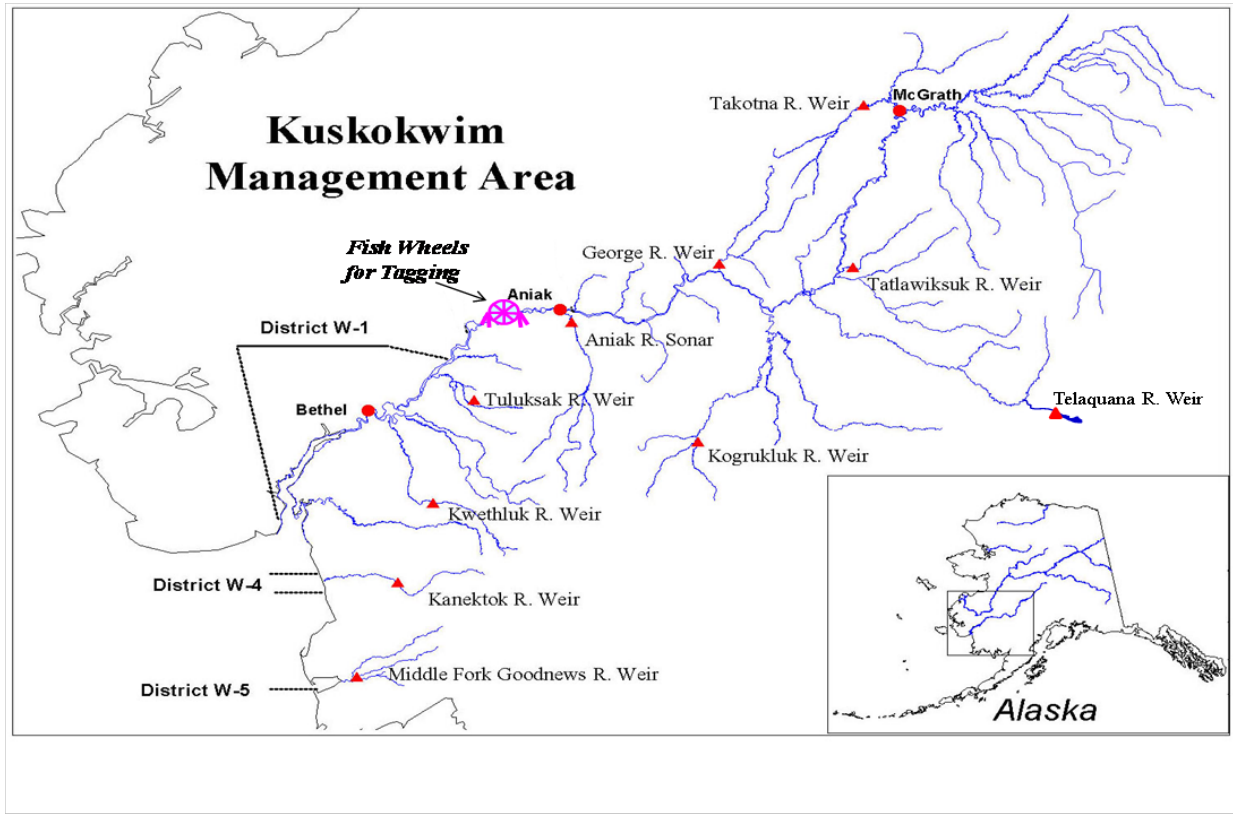 Kuskokwim
Management Area
McGrath
Takotna R. Weir
Fish Wheels
for Tagging
George R. Weir
Tatlawiksuk R. Weir
Aniak
District W-1
Aniak R. Sonar
Bethel
Tuluksak R. Weir
Telaquana R. Weir
Kogrukluk R. Weir
Kwethluk R. Weir
District W-4
Kanektok R. Weir
Middle Fork Goodnews R. Weir
District W-5
Alaska